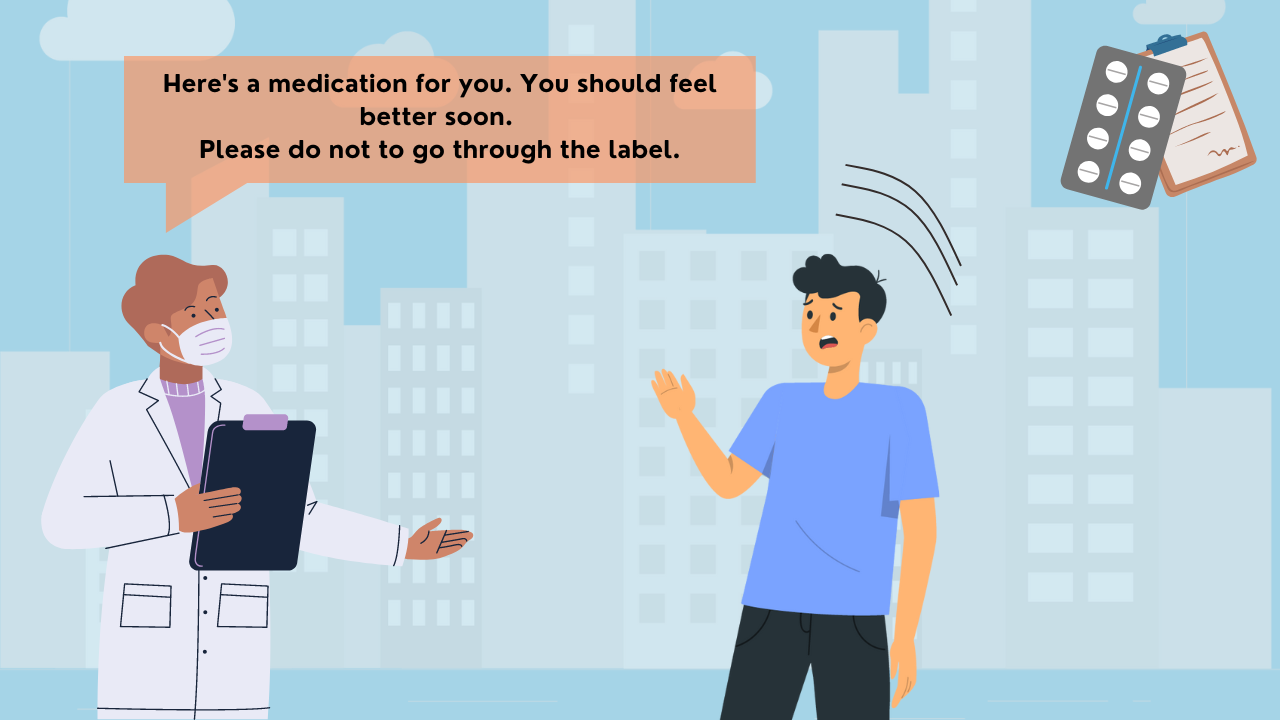 Here's a medication for you. You should feel
better soon.
Please do not to go through the label.